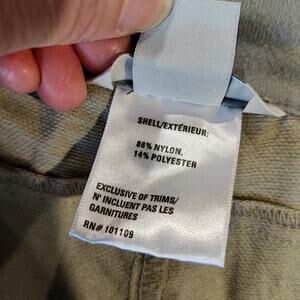 SHELL/EXTÉRIEUR:
86% NYLON,
14% POLYESTER
EXCLUSIVE OF TRIMS/
N' INCLUENT PAS LES
GARNITURES
RN# 101109